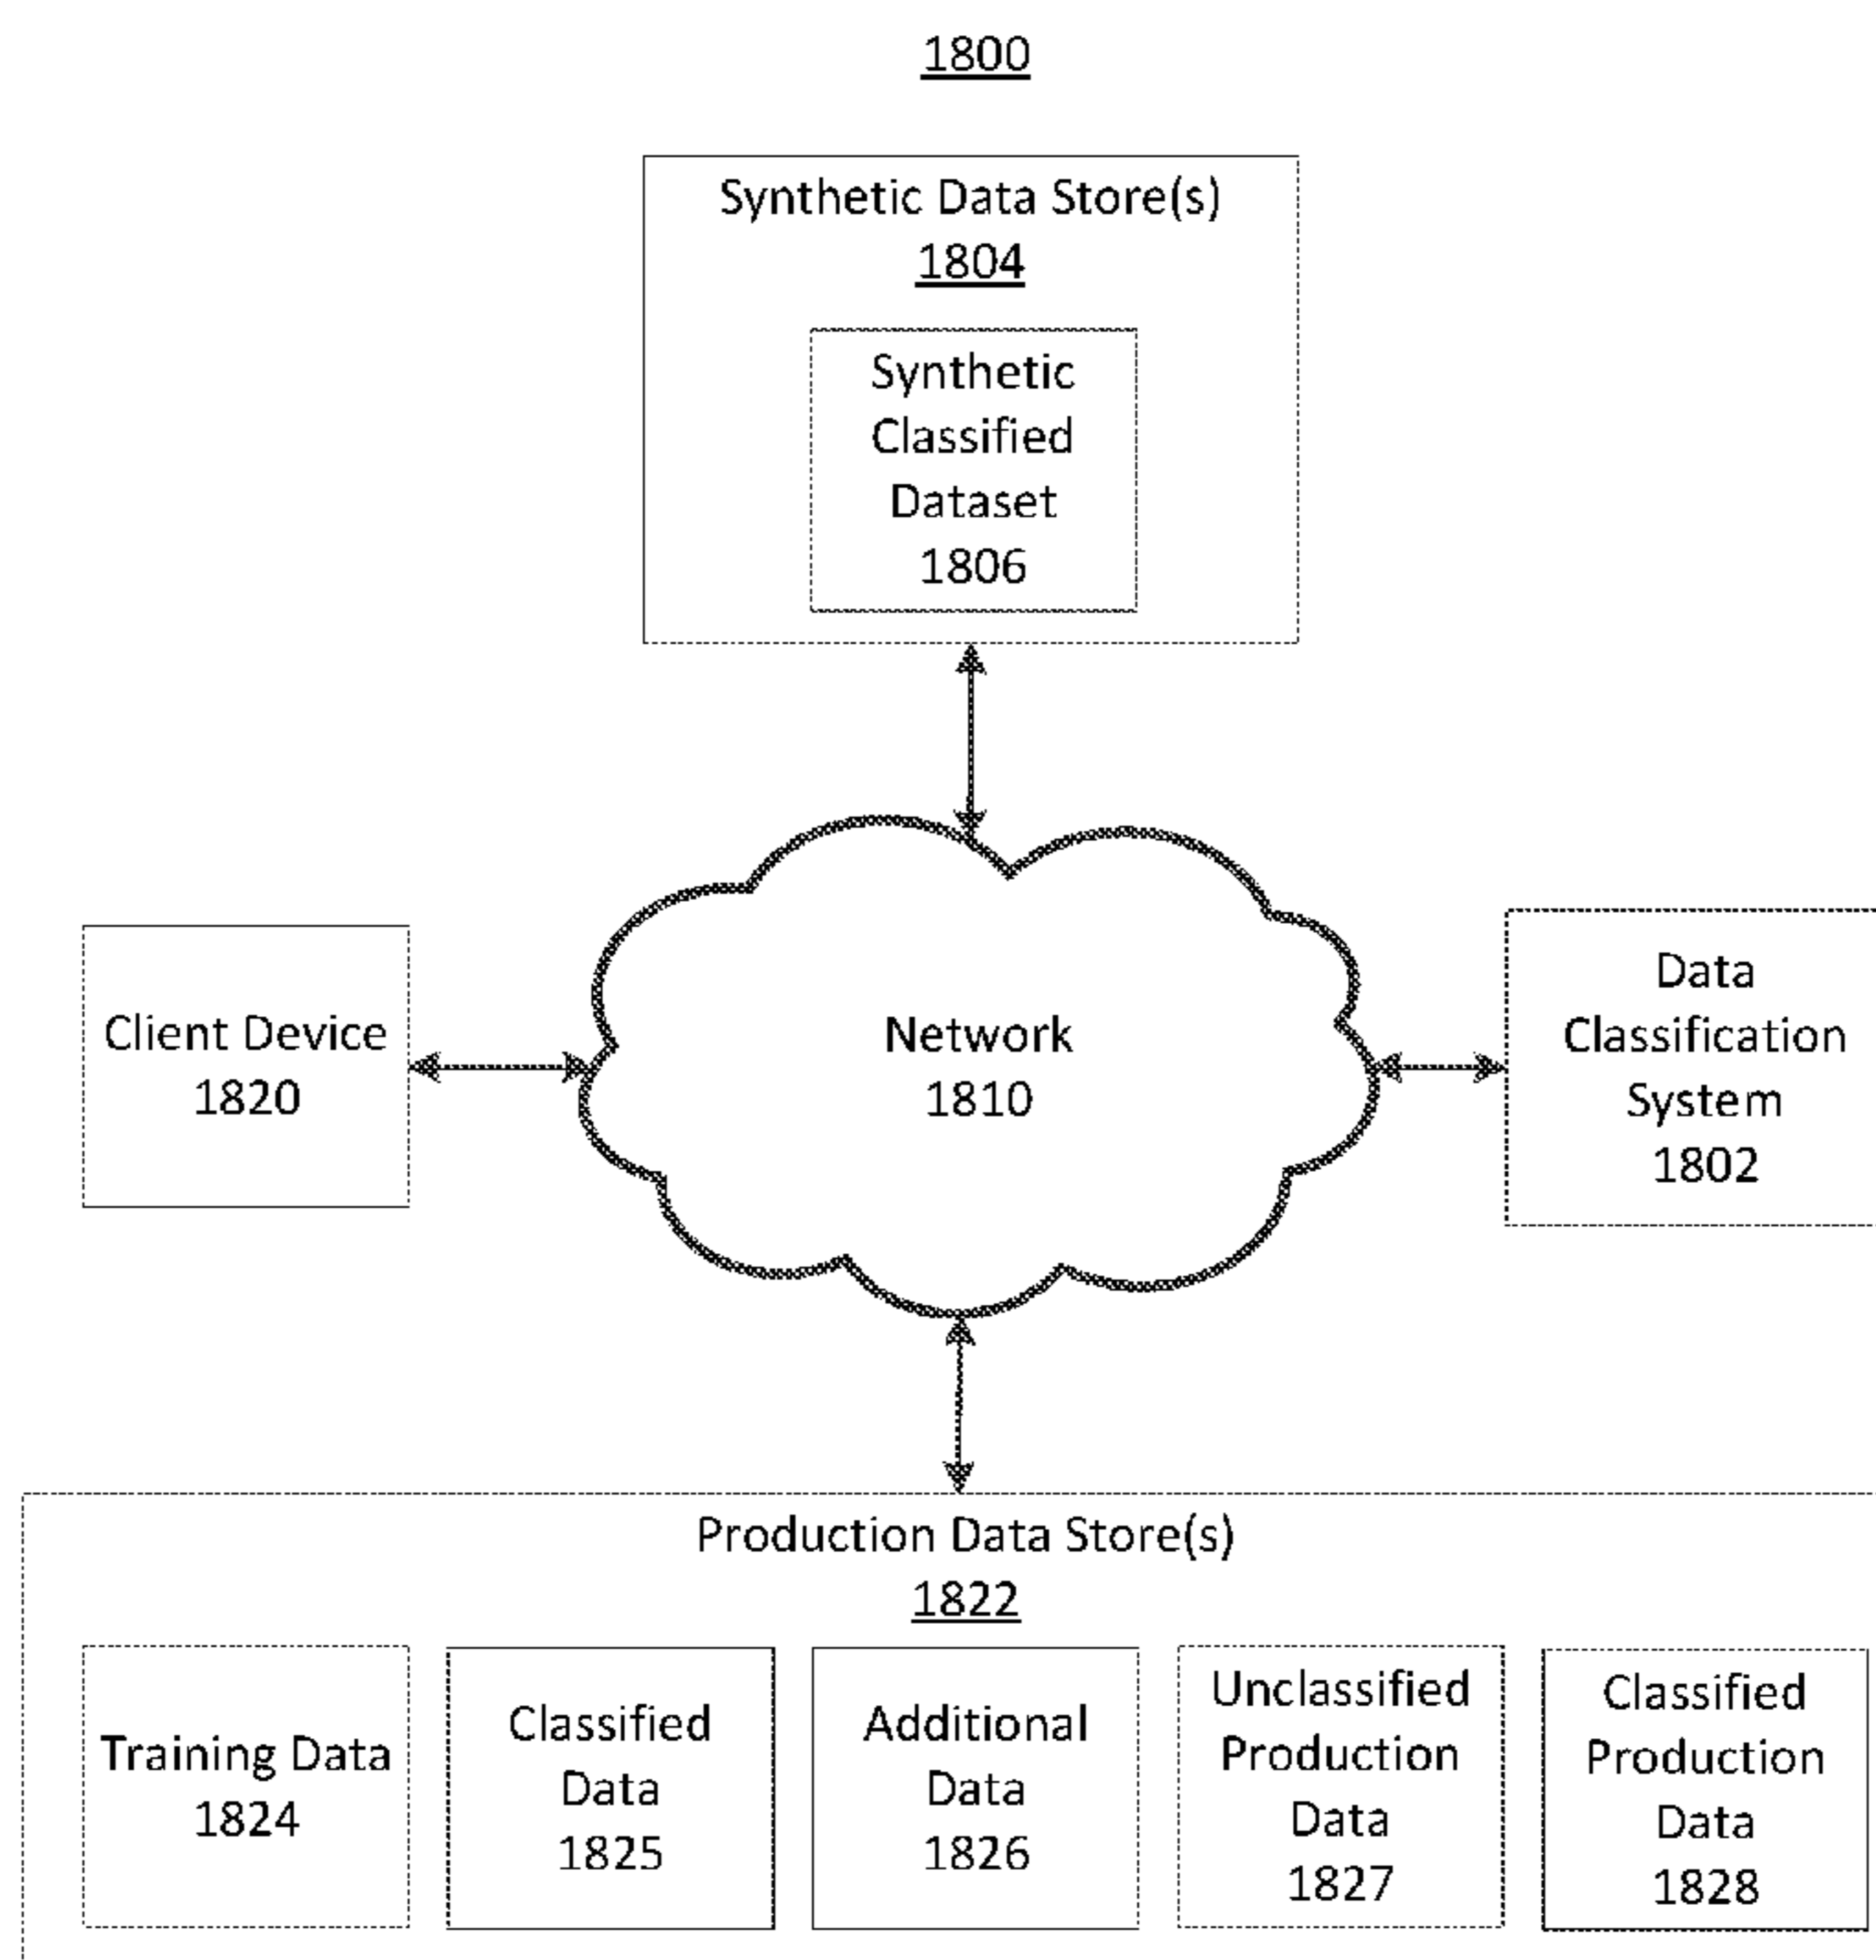 1800
Synthetic Data Store(s)
1804
Synthetic
Classified
Dataset
1806
Client Device
1820
Network
1810
Data
Classification
System
1802
Production Data Store(s)
1822
Training Data
1824
Classified
Data
1825
Additional
Data
1826
Unclassified
Production
Data
1827
Classified
Production
Data
1828